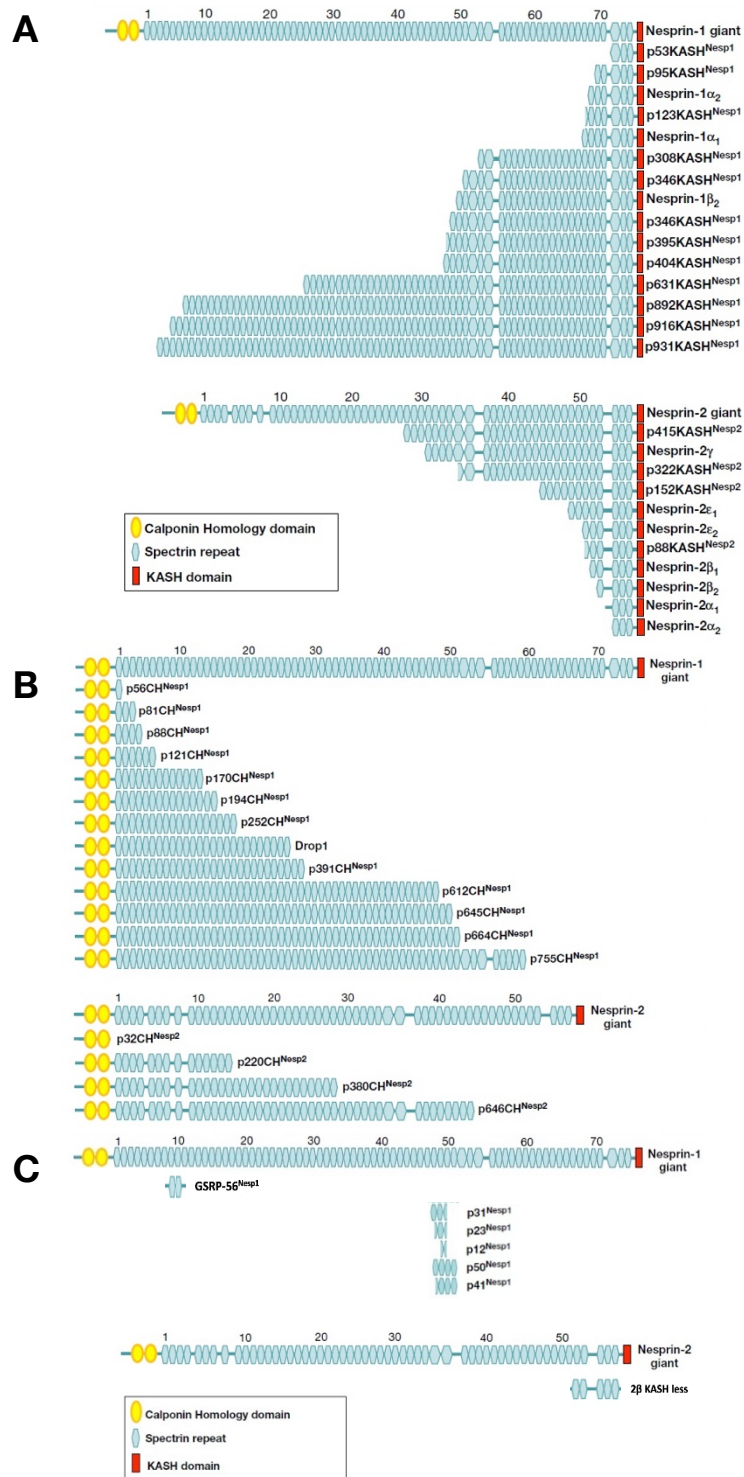 A
1 10 20 30 40 50 60 70
Nesprin-1 giant
p53KASHNesp1
p95KASHNesp1
Nesprin-1α2
p123KASHNesp1
Nesprin-1α1
p308KASHNesp1
p346KASHNesp1
Nesprin-1β2
p346KASHNesp1
p395KASHNesp1
p404KASHNesp1
p631KASHNesp1
p892KASHNesp1
p916KASHNesp1
p931KASHNesp1
1 10 20 30 40 50
Nesprin-2 giant
p415KASHNesp2
Nesprin-2γ
p322KASHNesp2
p152KASHNesp2
Nesprin-2ε1
Nesprin-2ε2
p88KASHNesp2
Nesprin-2β1
Nesprin-2β2
Nesprin-2α1
Nesprin-2α2
Calponin Homology domain
Spectrin repeat
KASH domain
B
1 10 20 30 40 50 60 70
Nesprin-1
giant
p56CHNesp1
p81CHNesp1
p88CHNesp1
p121CHNesp1
p170CHNesp1
p194CHNesp1
p252CHNesp1
Drop1
p391CHNesp1
p612CHNesp1
p645CHNesp1
p664CHNesp1
p755CHNesp1
1 10 20 30 40 50
Nesprin-2
giant
p32CHNesp2
p220CHNesp2
p380CHNesp2
p646CHNesp2
C
1 10 20 30 40 50 60 70
Nesprin-1
giant
GSRP-56Nesp1
p31Nesp1
p23Nesp1
p12Nesp1
p50Nesp1
p41Nesp1
1 10 20 30 40 50
Nesprin-2
giant
2β KASH less
Calponin Homology domain
Spectrin repeat
KASH domain